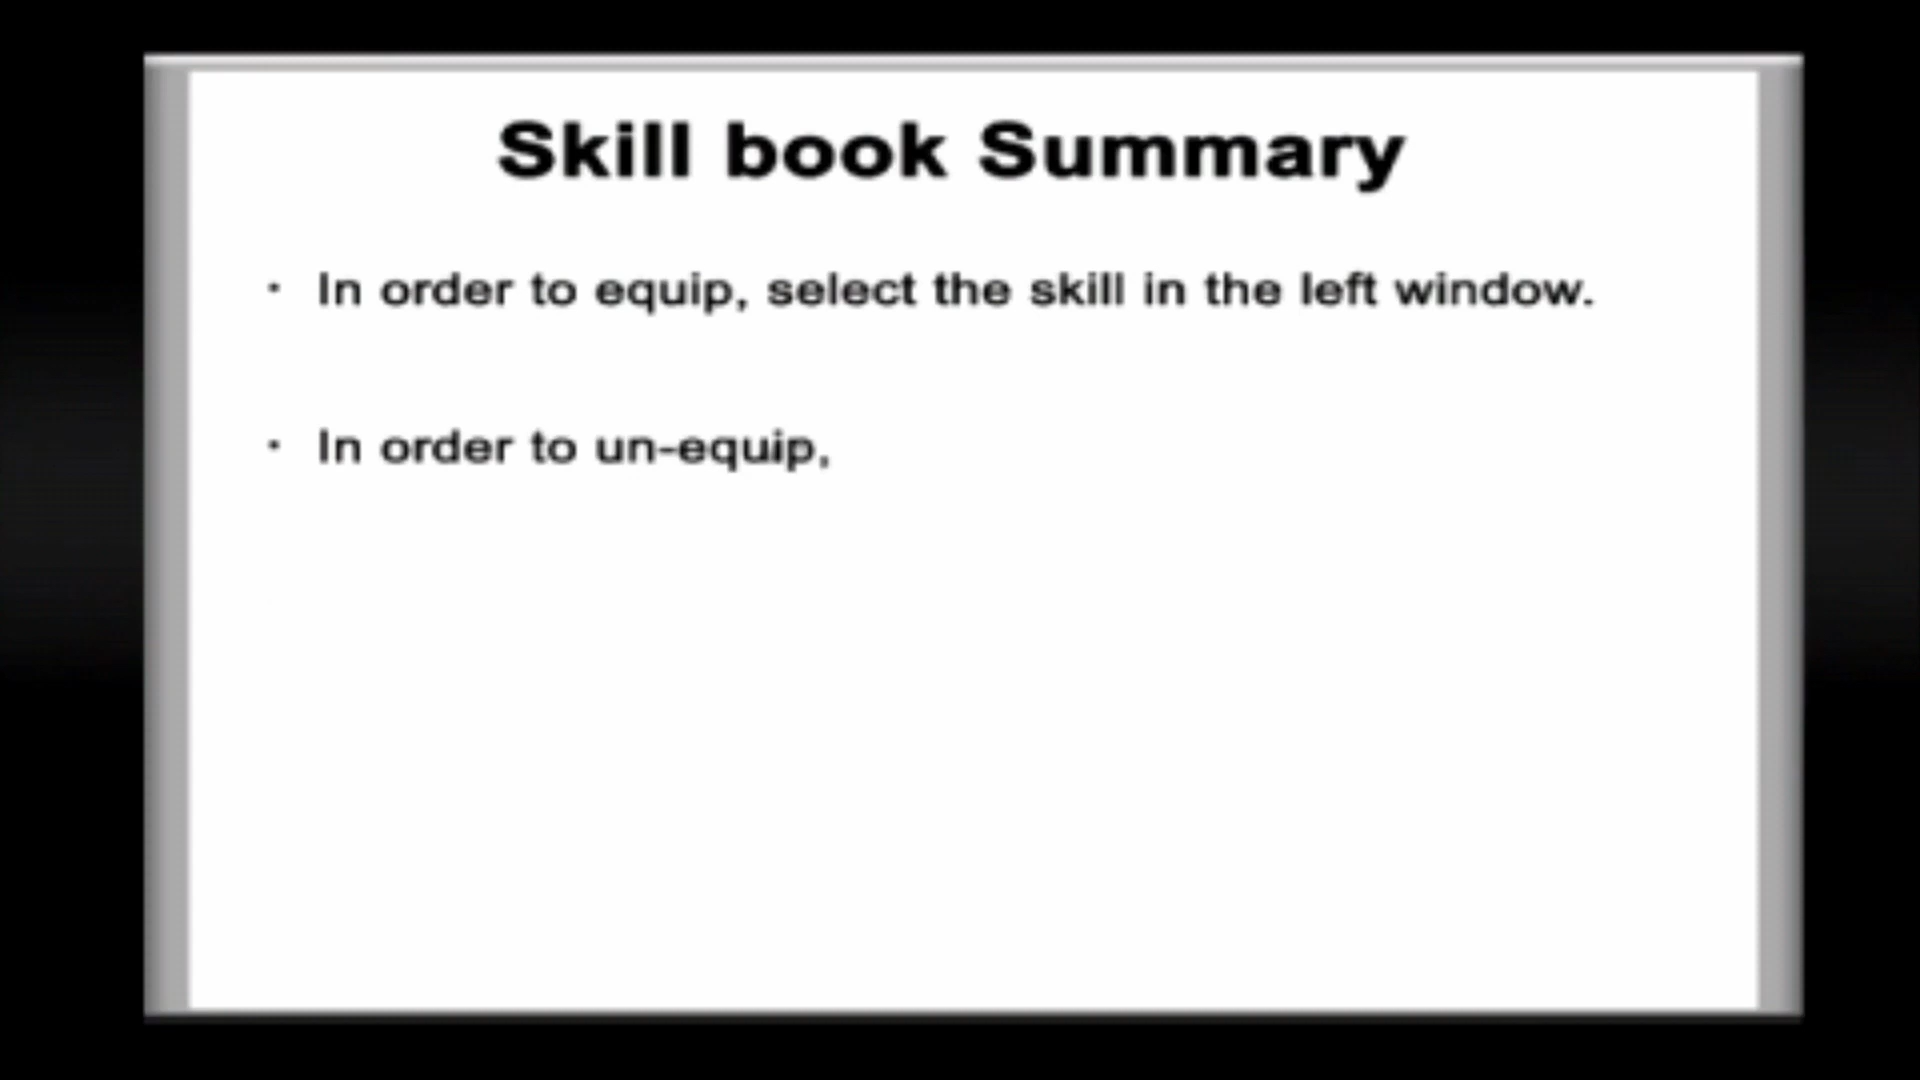 Skill book Summary
· In order to equip, select the skill in the left window.
· In order to un-equip,